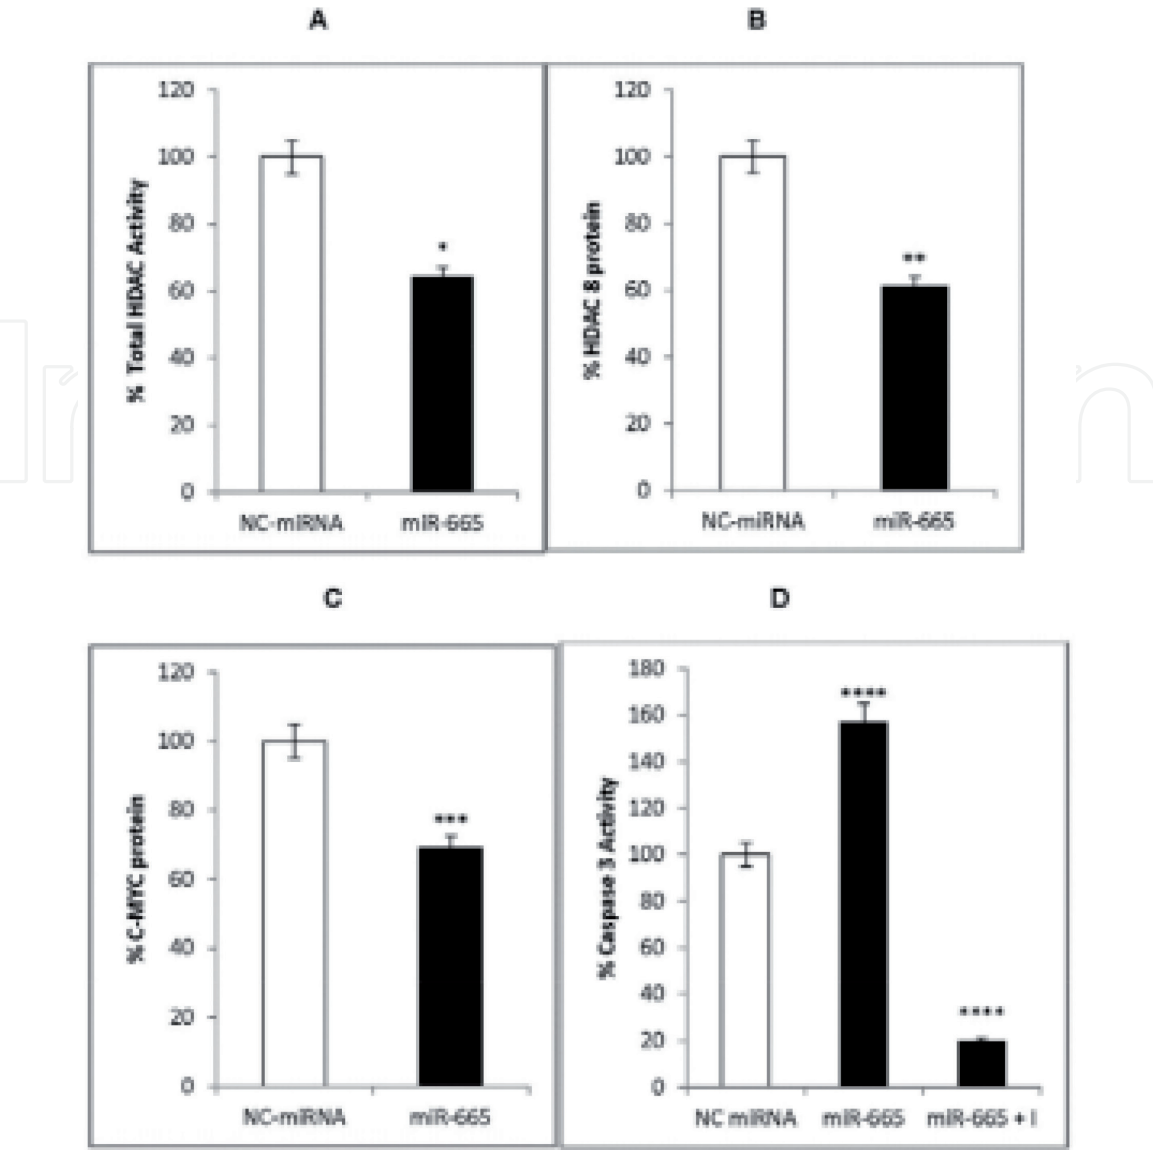 A
B
120
100
80
60
40
20
0
% Total HDAC Activity
*
NC-miRNA
miR-665
120
100
80
60
40
20
0
% HDAC 8 protein
**
NC-miRNA
miR-665
C
D
120
100
80
60
40
20
0
% C-MYC protein
***
NC-miRNA
miR-665
180
160
140
120
100
80
60
40
20
0
% Caspase 3 Activity
****
****
NC miRNA
miR-665
miR-665 + I